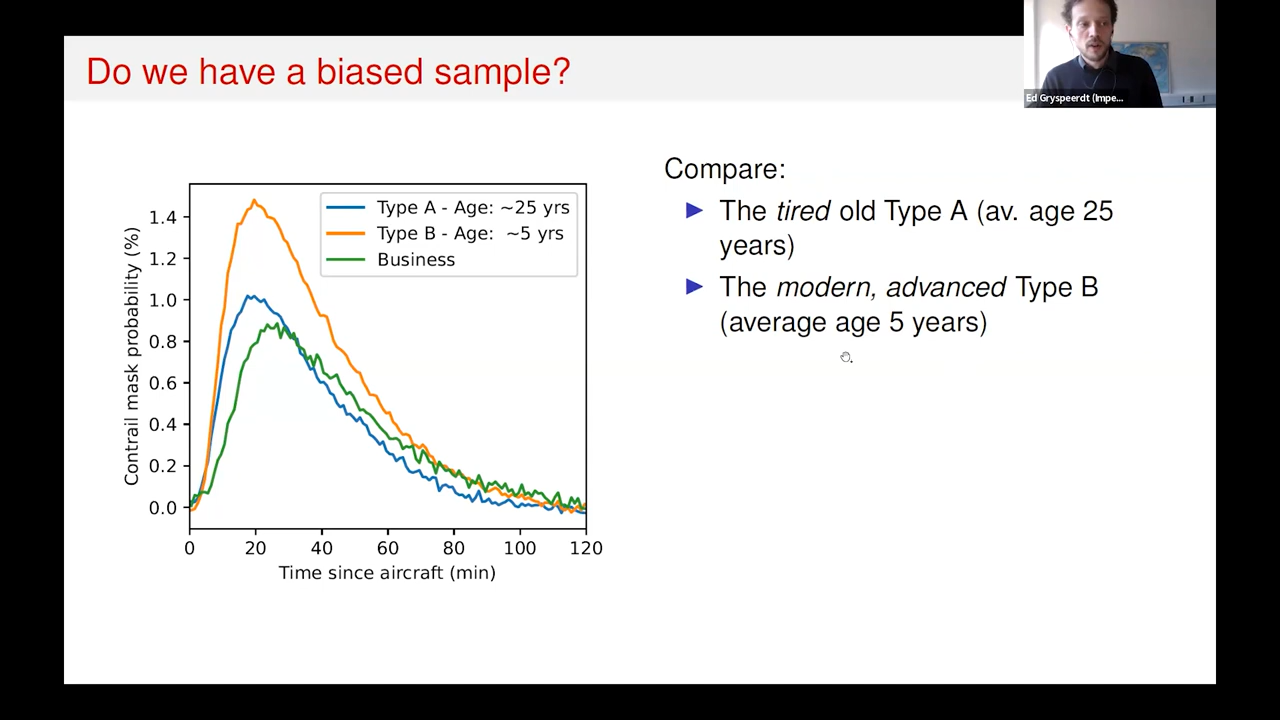 Do we have a biased sample?
Ed Gryspeerdt (Impe...
Compare:
▶ The tired old Type A (av. age 25
years)
▶ The modern, advanced Type B
(average age 5 years)
Type A - Age: ~25 yrs
Type B - Age:  ~5 yrs
Business
Contrail mask probability (%)
1.4
1.2
1.0
0.8
0.6
0.4
0.2
0.0
0 20 40 60 80 100 120
Time since aircraft (min)